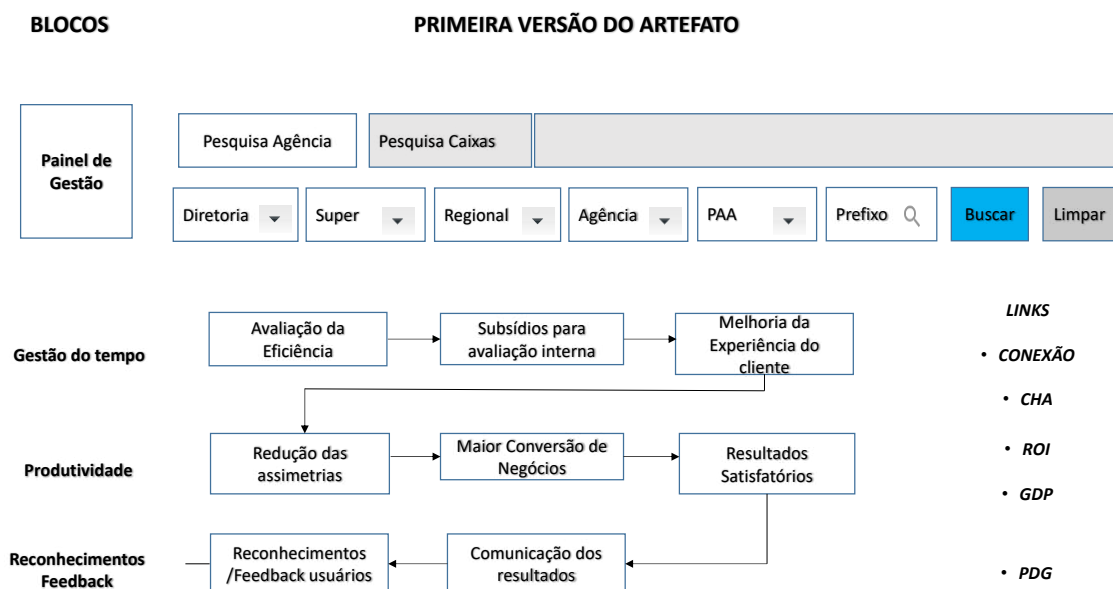 BLOCOS
PRIMEIRA VERSÃO DO ARTEFATO
Painel de
Gestão
Pesquisa Agência
Pesquisa Caixas
Diretoria
Super
Regional
Agência
PAA
Prefixo
Buscar
Limpar
Gestão do tempo
Avaliação da
Eficiência
Subsídios para
avaliação interna
Melhoria da
Experiência do
cliente
Produtividade
Redução das
assimetrias
Maior Conversão de
Negócios
Resultados
Satisfatórios
Reconhecimentos
Feedback
Reconhecimentos
/Feedback usuários
Comunicação dos
resultados
LINKS
• CONEXÃO
• CHA
• ROI
• GDP
• PDG